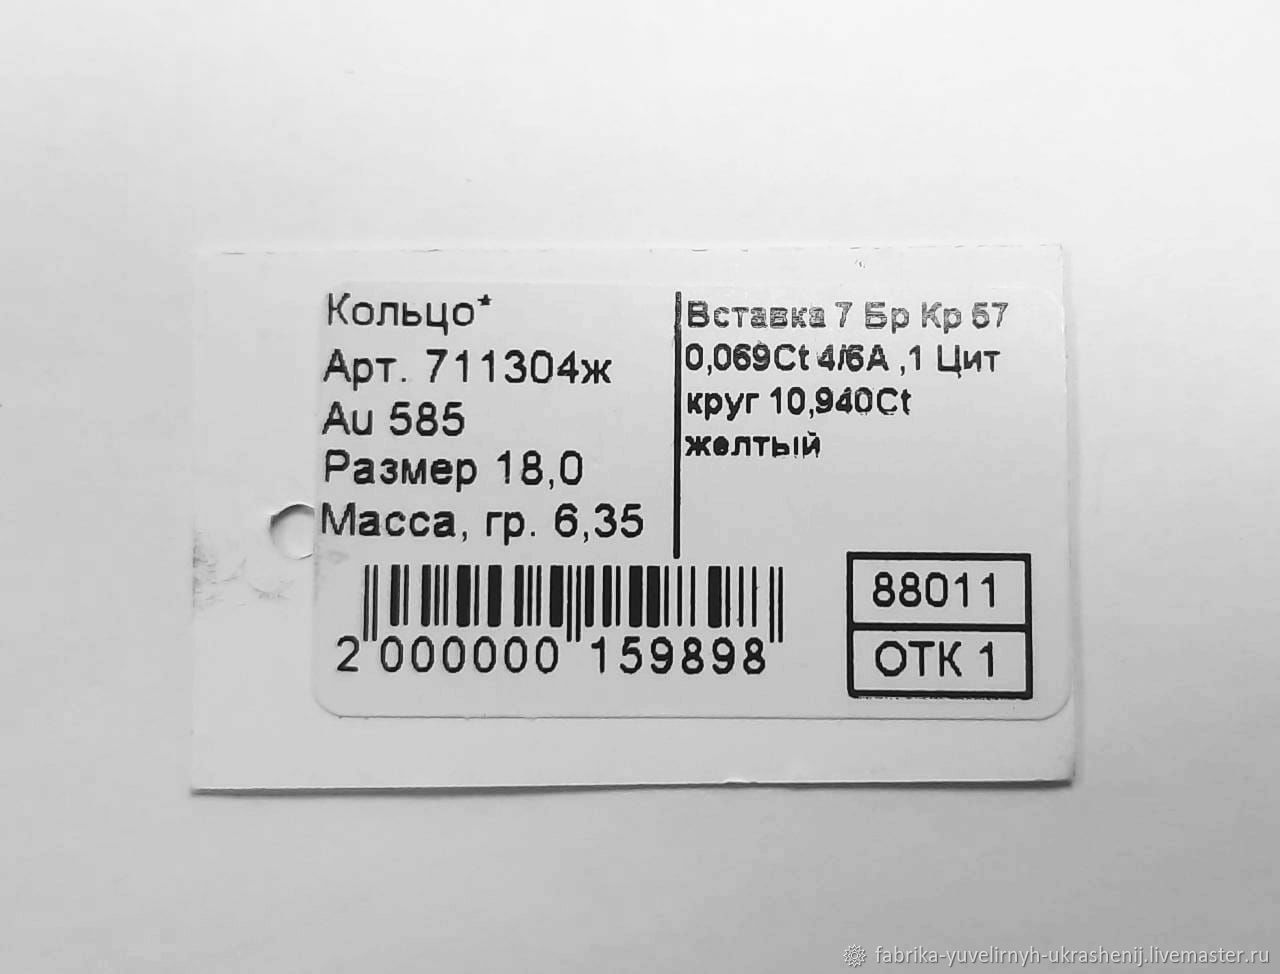 Кольцо*
Арт. 711304ж
Au 585
Размер 18,0
Масса, гр. 6,35
Вставка 7 Бр Кр 57
0,069Ct 4/6А ,1 Цит
круг 10,940Ct
желтый
2 000000 159898
88011
ОТК 1
fabrika-yuvelirnyh-ukrashenij.livemaster.ru